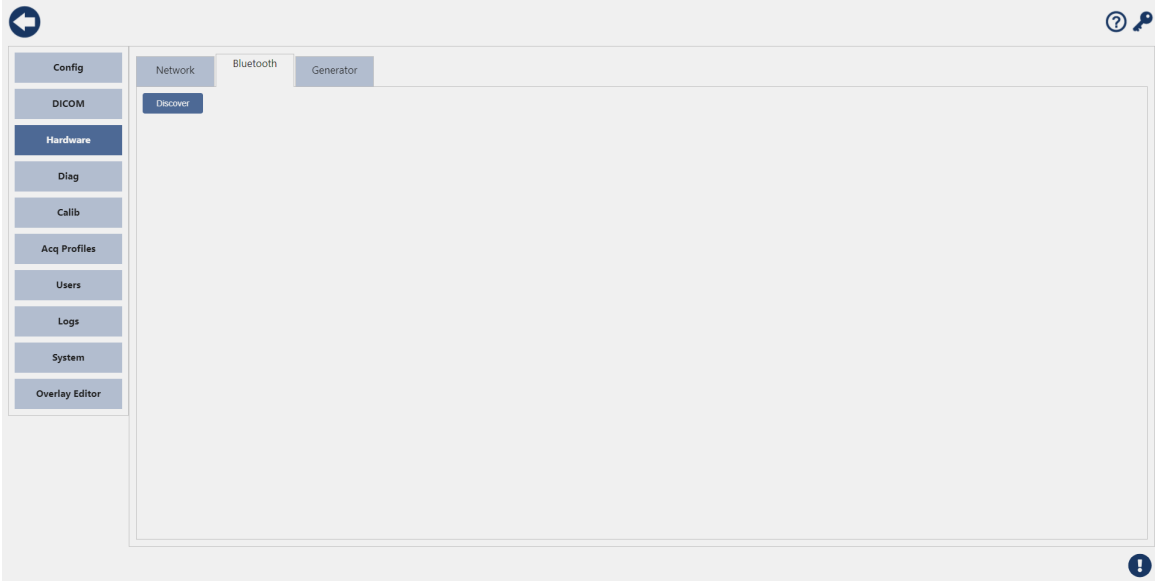 Config
DICOM
Hardware
Diag
Calib
Acq Profiles
Users
Logs
System
Overlay Editor
Network
Bluetooth
Generator
Discover